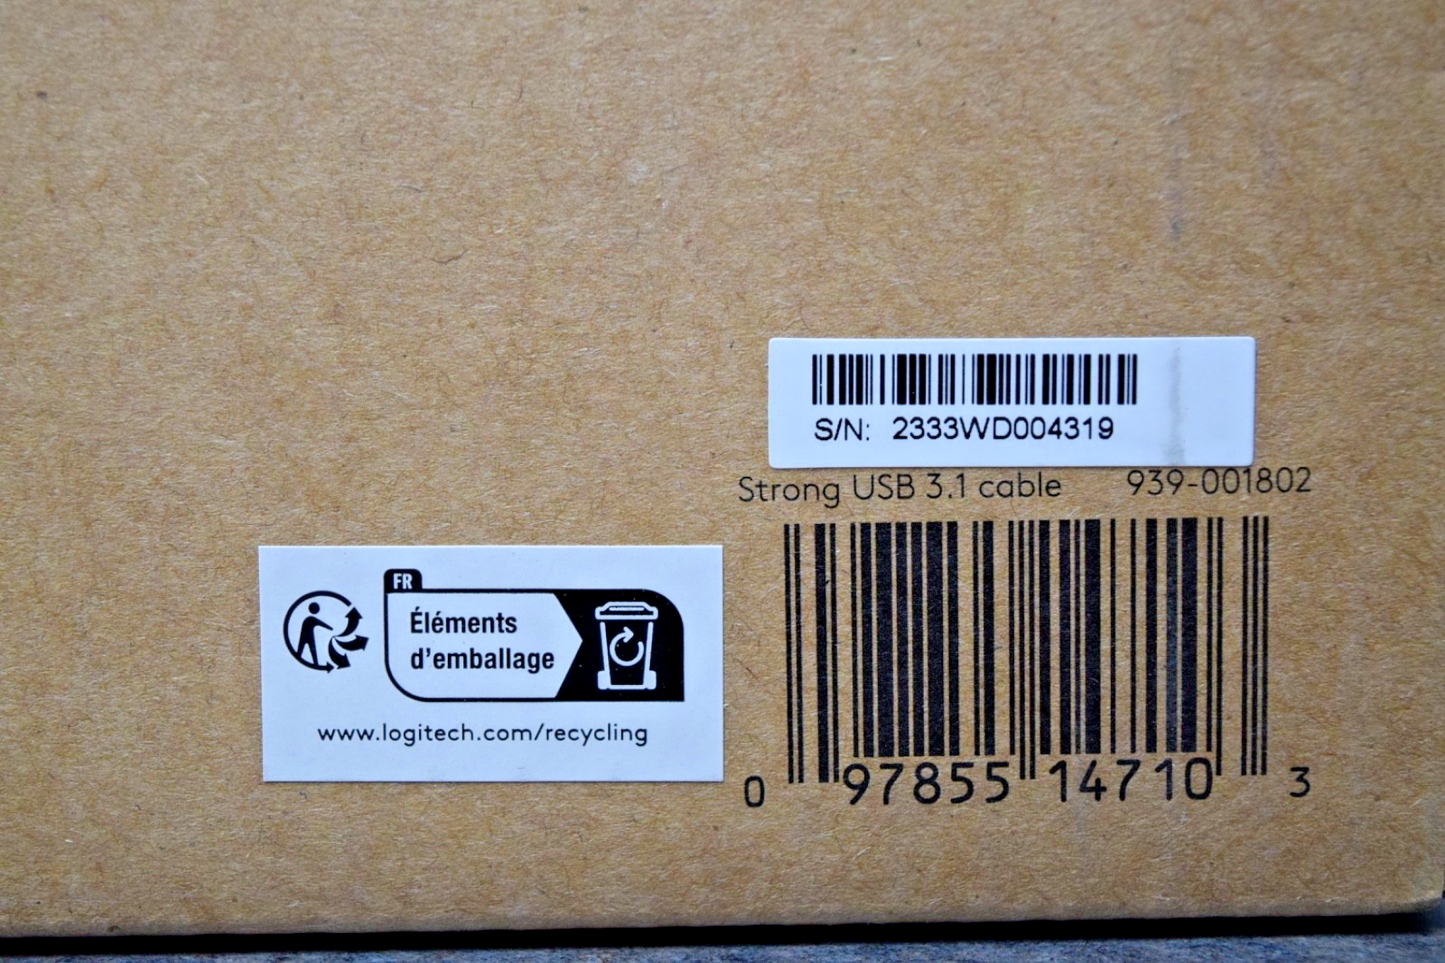 S/N: 2333WD004319
Strong USB 3.1 cable 939-001802
0 97855 14710 3
FR
Éléments
d'emballage
www.logitech.com/recycling